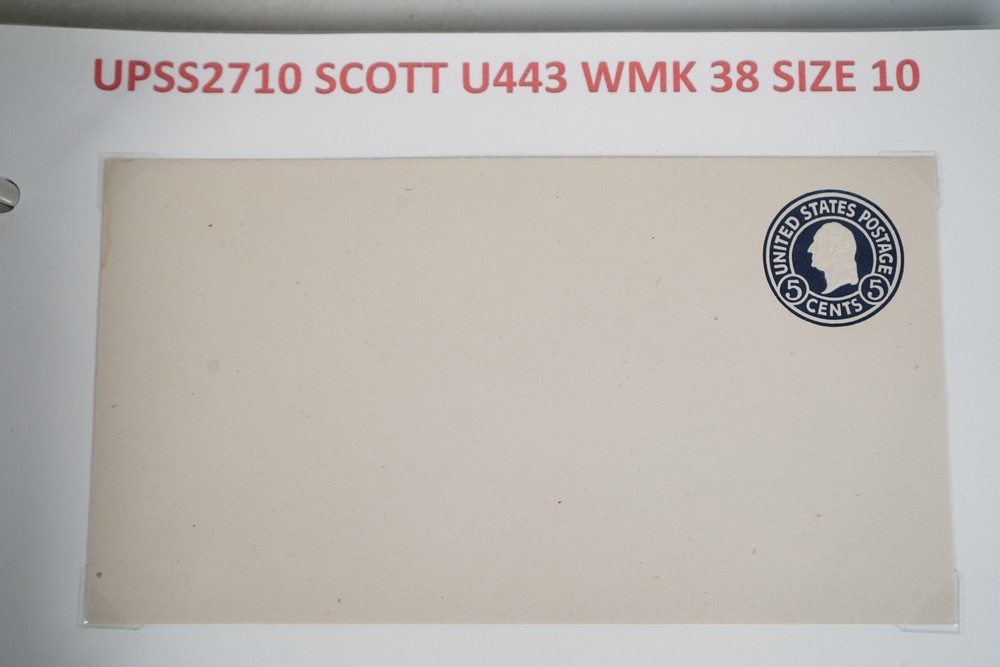 UPSS2710 SCOTT U443 WMK 38 SIZE 10
UNITED STATES POSTAGE
5 CENTS 5